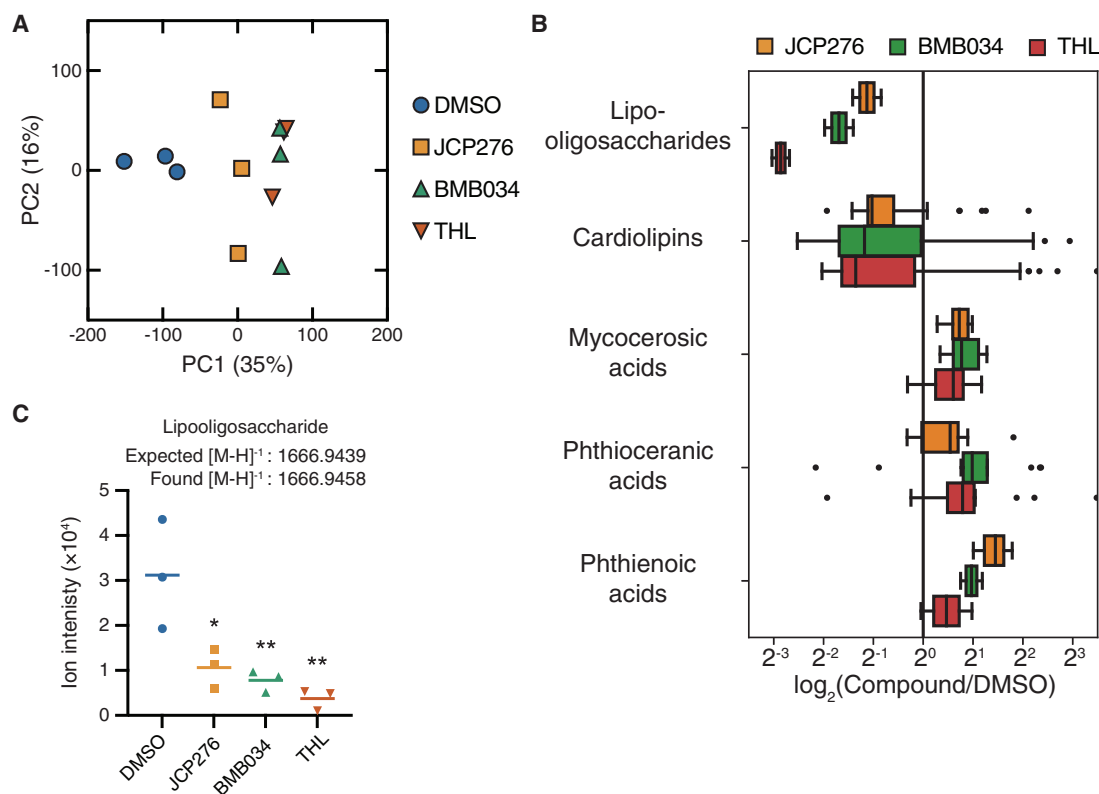 A
100
0
-100
-200
-100
0
100
200
PC2 (16%)
PC1 (35%)
DMSO
JCP276
BMB034
THL
B
JCP276
BMB034
THL
Lipo-
oligosaccharides
Cardiolipins
Mycocerosic
acids
Phthioceranic
acids
Phthienoic
acids
2-3
2-2
2-1
20
21
22
23
log2(Compound/DMSO)
C
Lipooligosaccharide
Expected [M-H]-1 : 1666.9439
Found [M-H]-1 : 1666.9458
5
4
3
2
1
0
Ion intenisty (×10⁴)
*
**
**
DMSO
JCP276
BMB034
THL